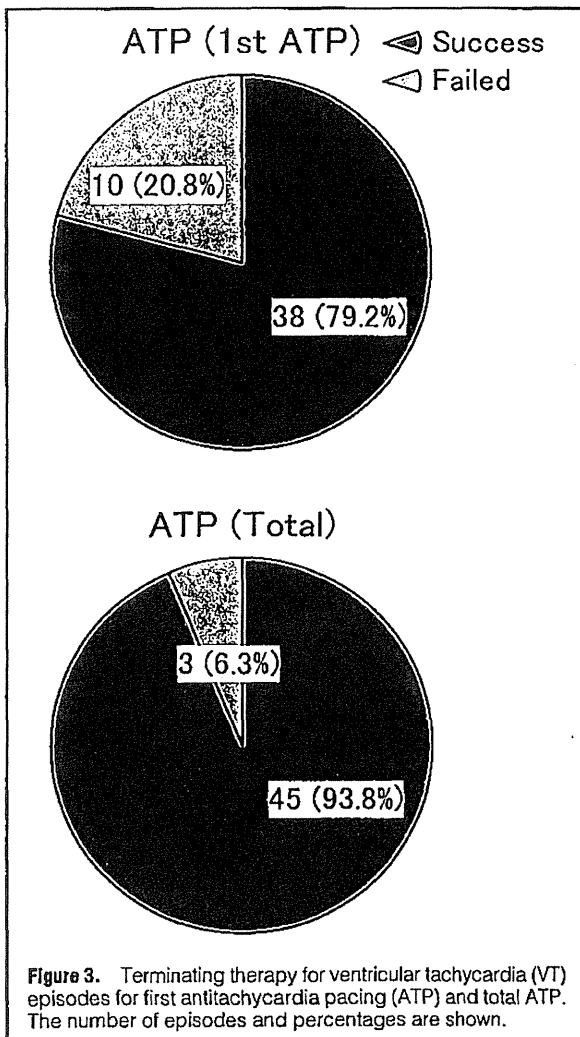 ATP (1st ATP)
Success
Failed
10 (20.8%)
38 (79.2%)
ATP (Total)
3 (6.3%)
45 (93.8%)
Figure 3. Terminating therapy for ventricular tachycardia (VT)
episodes for first antitachycardia pacing (ATP) and total ATP.
The number of episodes and percentages are shown.